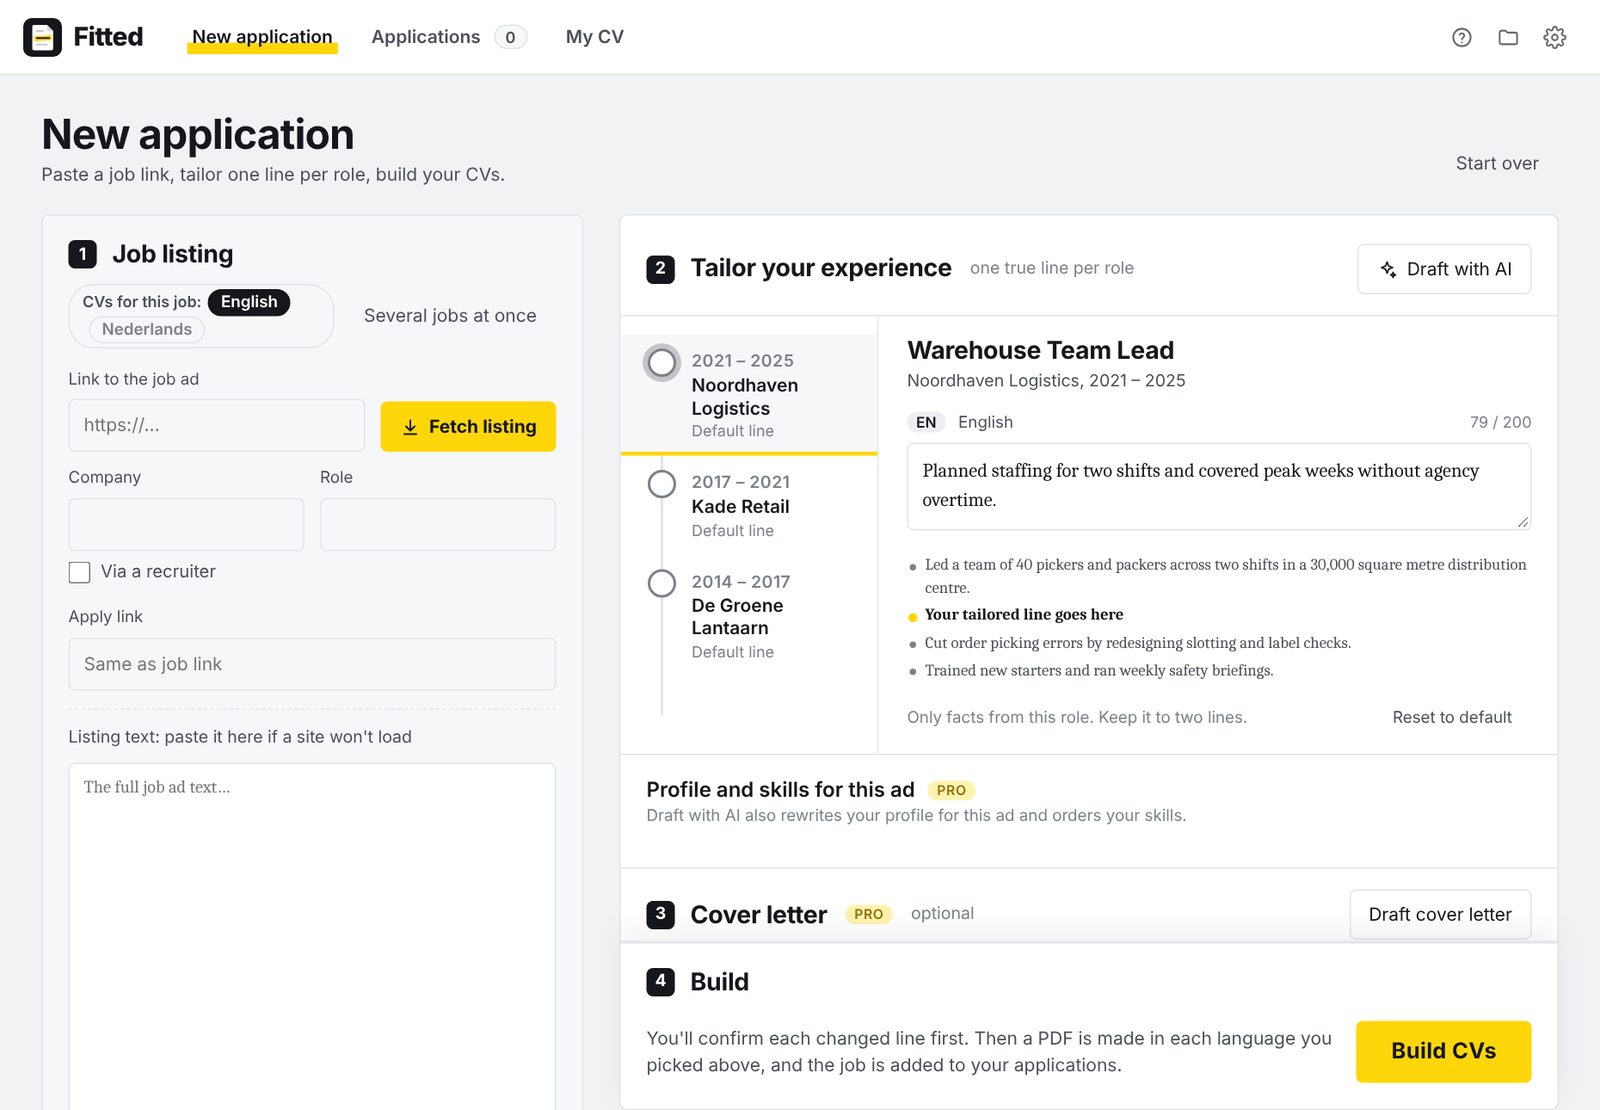 Fitted
New application
Applications 0
My CV
New application
Paste a job link, tailor one line per role, build your CVs.
Start over
1 Job listing
CVs for this job: English
Nederlands
Several jobs at once
Link to the job ad
https://...
Fetch listing
Company
Role
Via a recruiter
Apply link
Same as job link
Listing text: paste it here if a site won't load
The full job ad text...
2 Tailor your experience one true line per role
Draft with AI
2021 – 2025
Noordhaven
Logistics
Default line
2017 – 2021
Kade Retail
Default line
2014 – 2017
De Groene
Lantaarn
Default line
Warehouse Team Lead
Noordhaven Logistics, 2021 – 2025
EN English 79 / 200
Planned staffing for two shifts and covered peak weeks without agency
overtime.
Led a team of 40 pickers and packers across two shifts in a 30,000 square metre distribution
centre.
Your tailored line goes here
Cut order picking errors by redesigning slotting and label checks.
Trained new starters and ran weekly safety briefings.
Only facts from this role. Keep it to two lines.
Reset to default
Profile and skills for this ad PRO
Draft with AI also rewrites your profile for this ad and orders your skills.
3 Cover letter PRO optional
Draft cover letter
4 Build
You'll confirm each changed line first. Then a PDF is made in each language you
picked above, and the job is added to your applications.
Build CVs